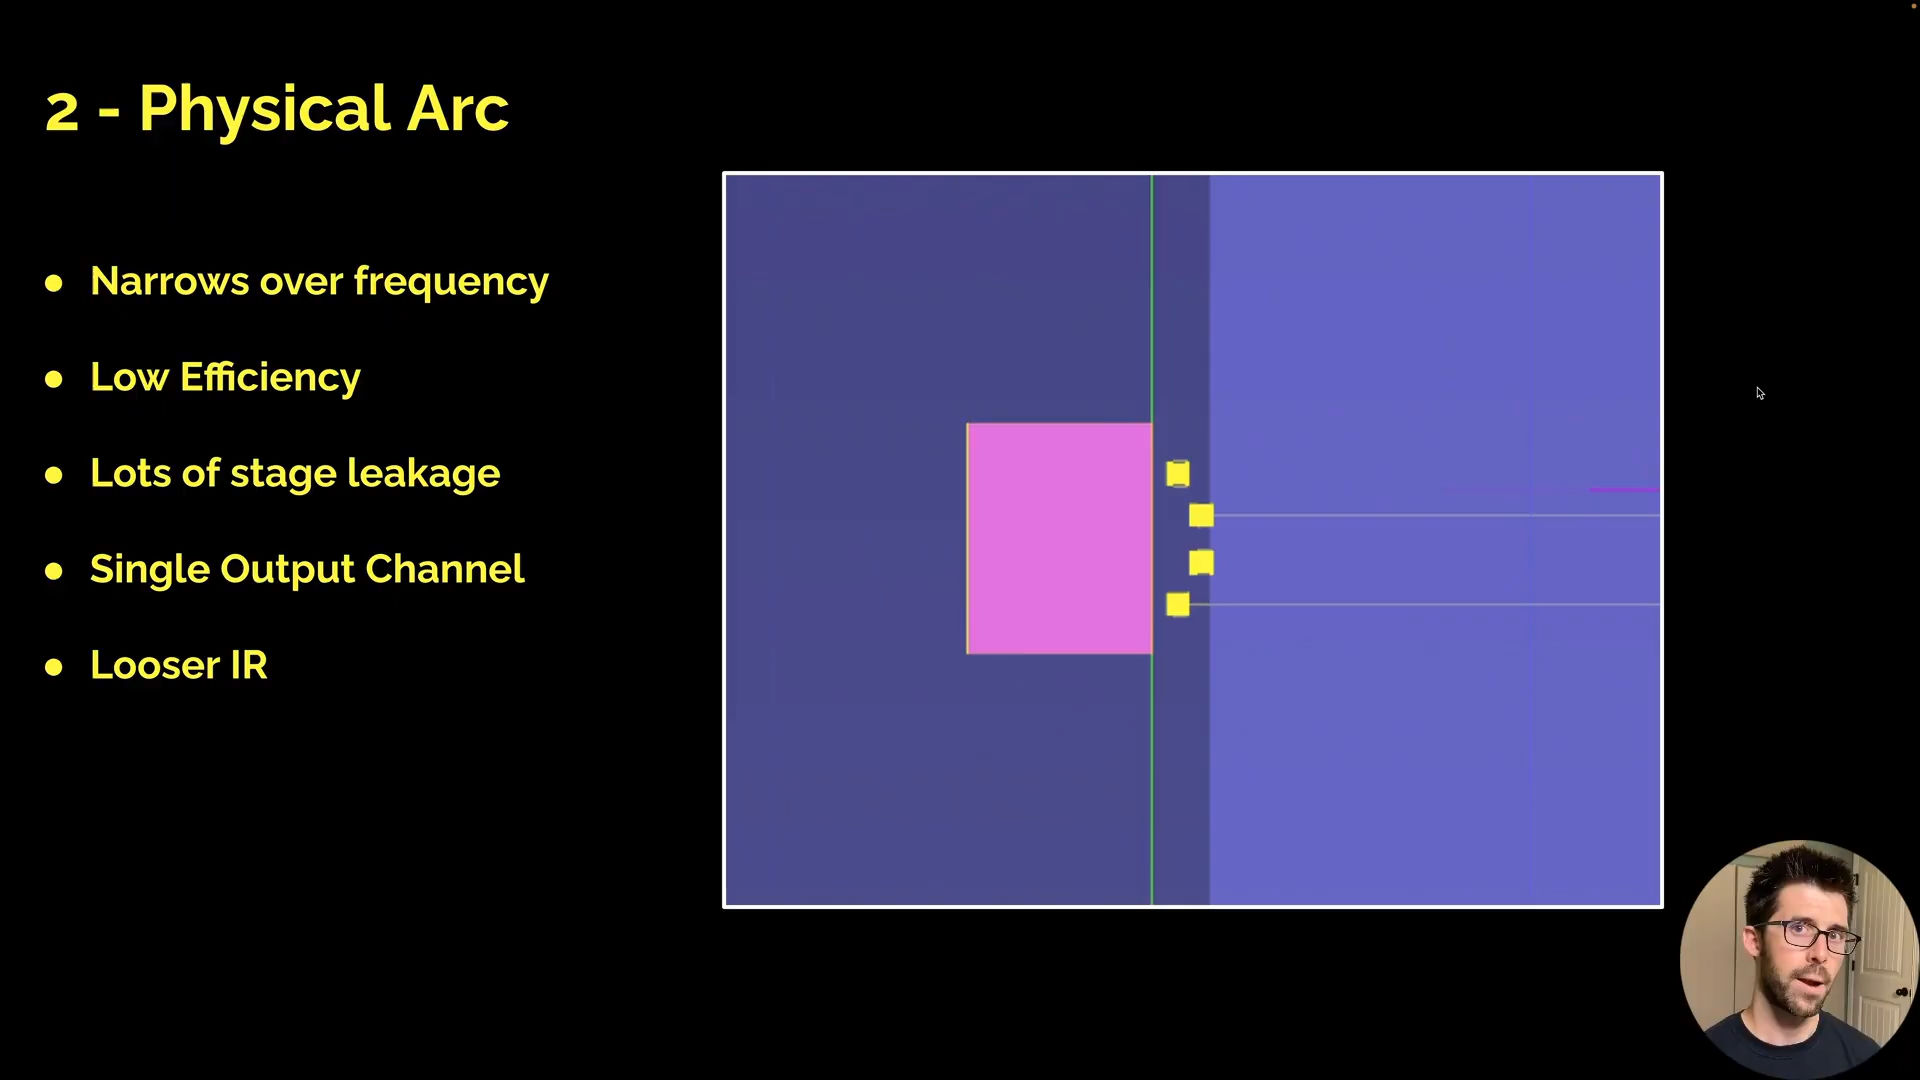 2 - Physical Arc
● Narrows over frequency
● Low Efficiency
● Lots of stage leakage
● Single Output Channel
● Looser IR